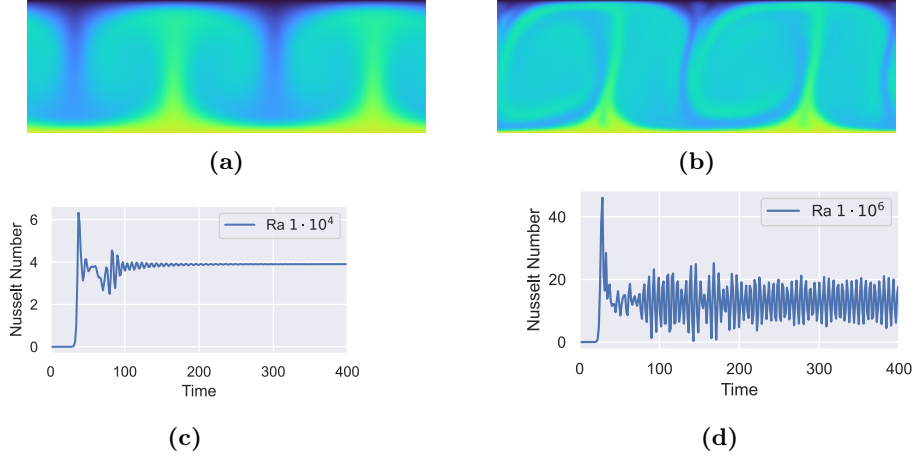 (a)
(b)
Nusselt Number
6
4
2
0
Ra 1 · 10⁴
0 100 200 300 400
Time
(c)
Nusselt Number
40
20
0
Ra 1 · 10⁶
0 100 200 300 400
Time
(d)